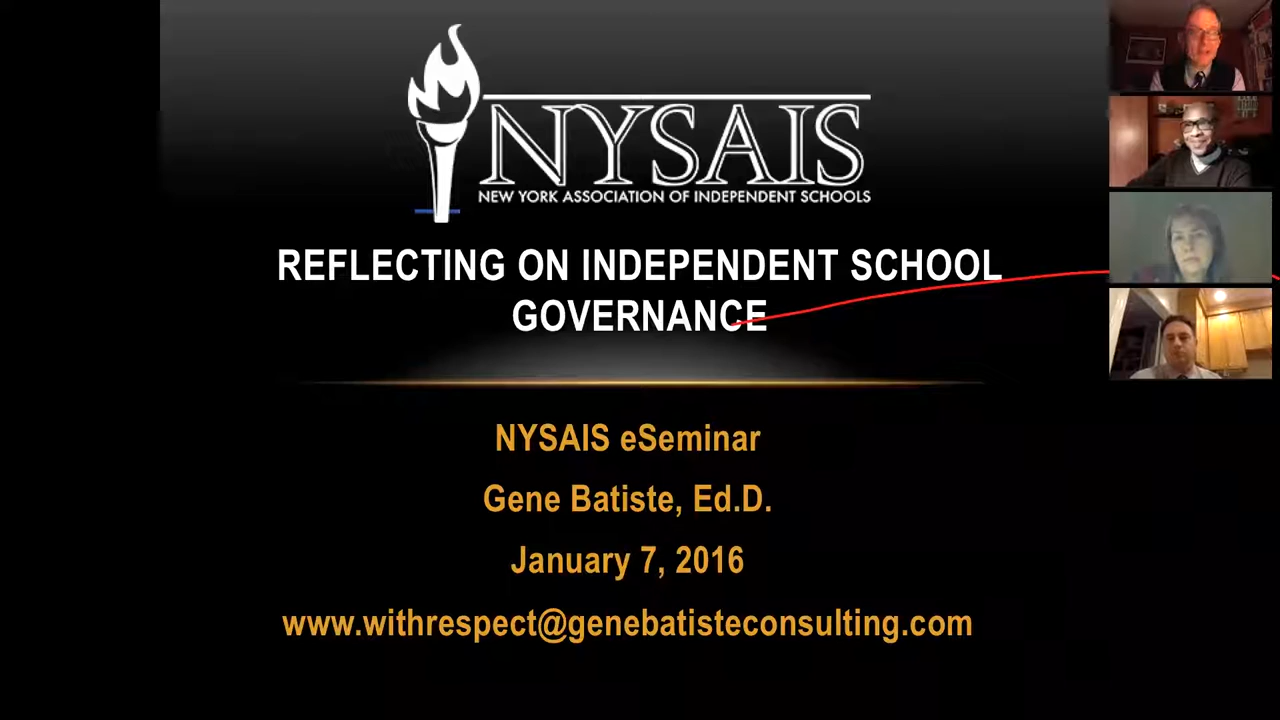 NYSAIS
NEW YORK ASSOCIATION OF INDEPENDENT SCHOOLS
REFLECTING ON INDEPENDENT SCHOOL
GOVERNANCE
NYSAIS eSeminar
Gene Batiste, Ed.D.
January 7, 2016
www.withrespect@genebatisteconsulting.com